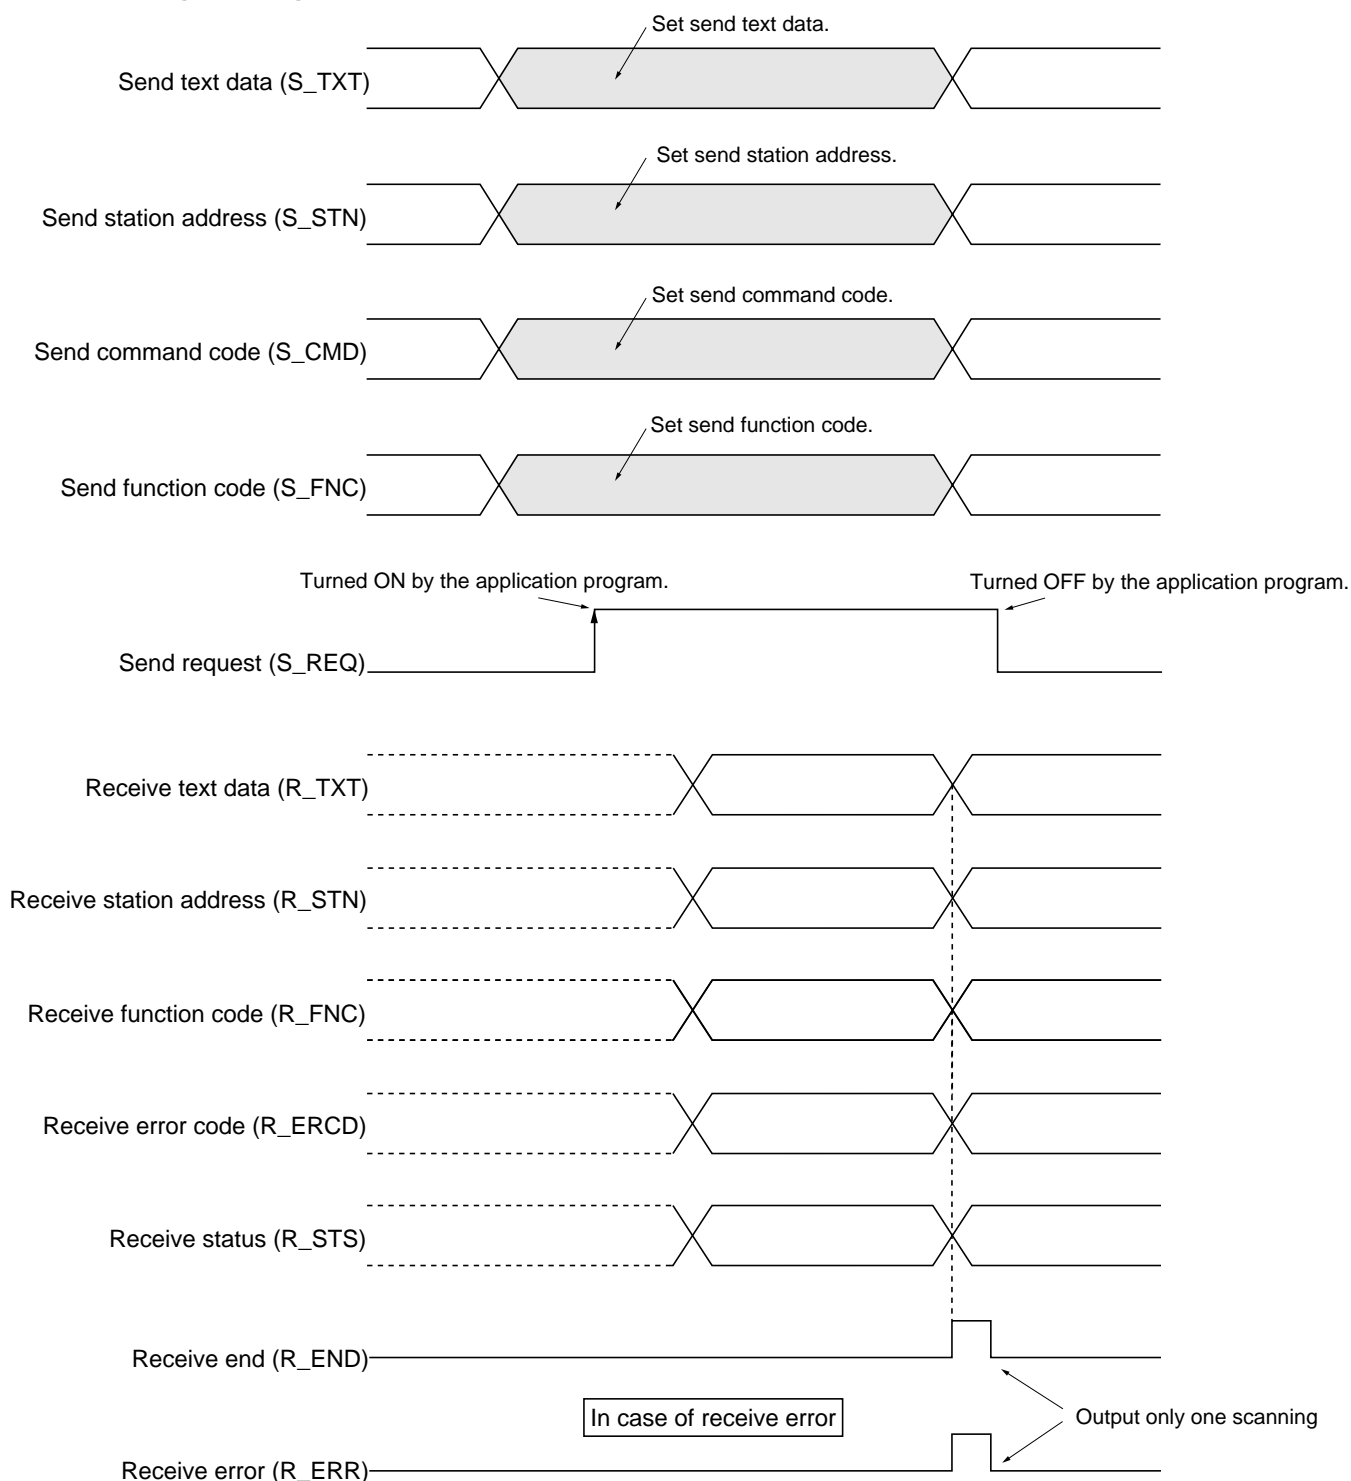 Set send text data.
Send text data (S_TXT)
Set send station address.
Send station address (S_STN)
Set send command code.
Send command code (S_CMD)
Set send function code.
Send function code (S_FNC)
Turned ON by the application program.
Turned OFF by the application program.
Send request (S_REQ)
Receive text data (R_TXT)
Receive station address (R_STN)
Receive function code (R_FNC)
Receive error code (R_ERCD)
Receive status (R_STS)
Receive end (R_END)
In case of receive error
Output only one scanning
Receive error (R_ERR)